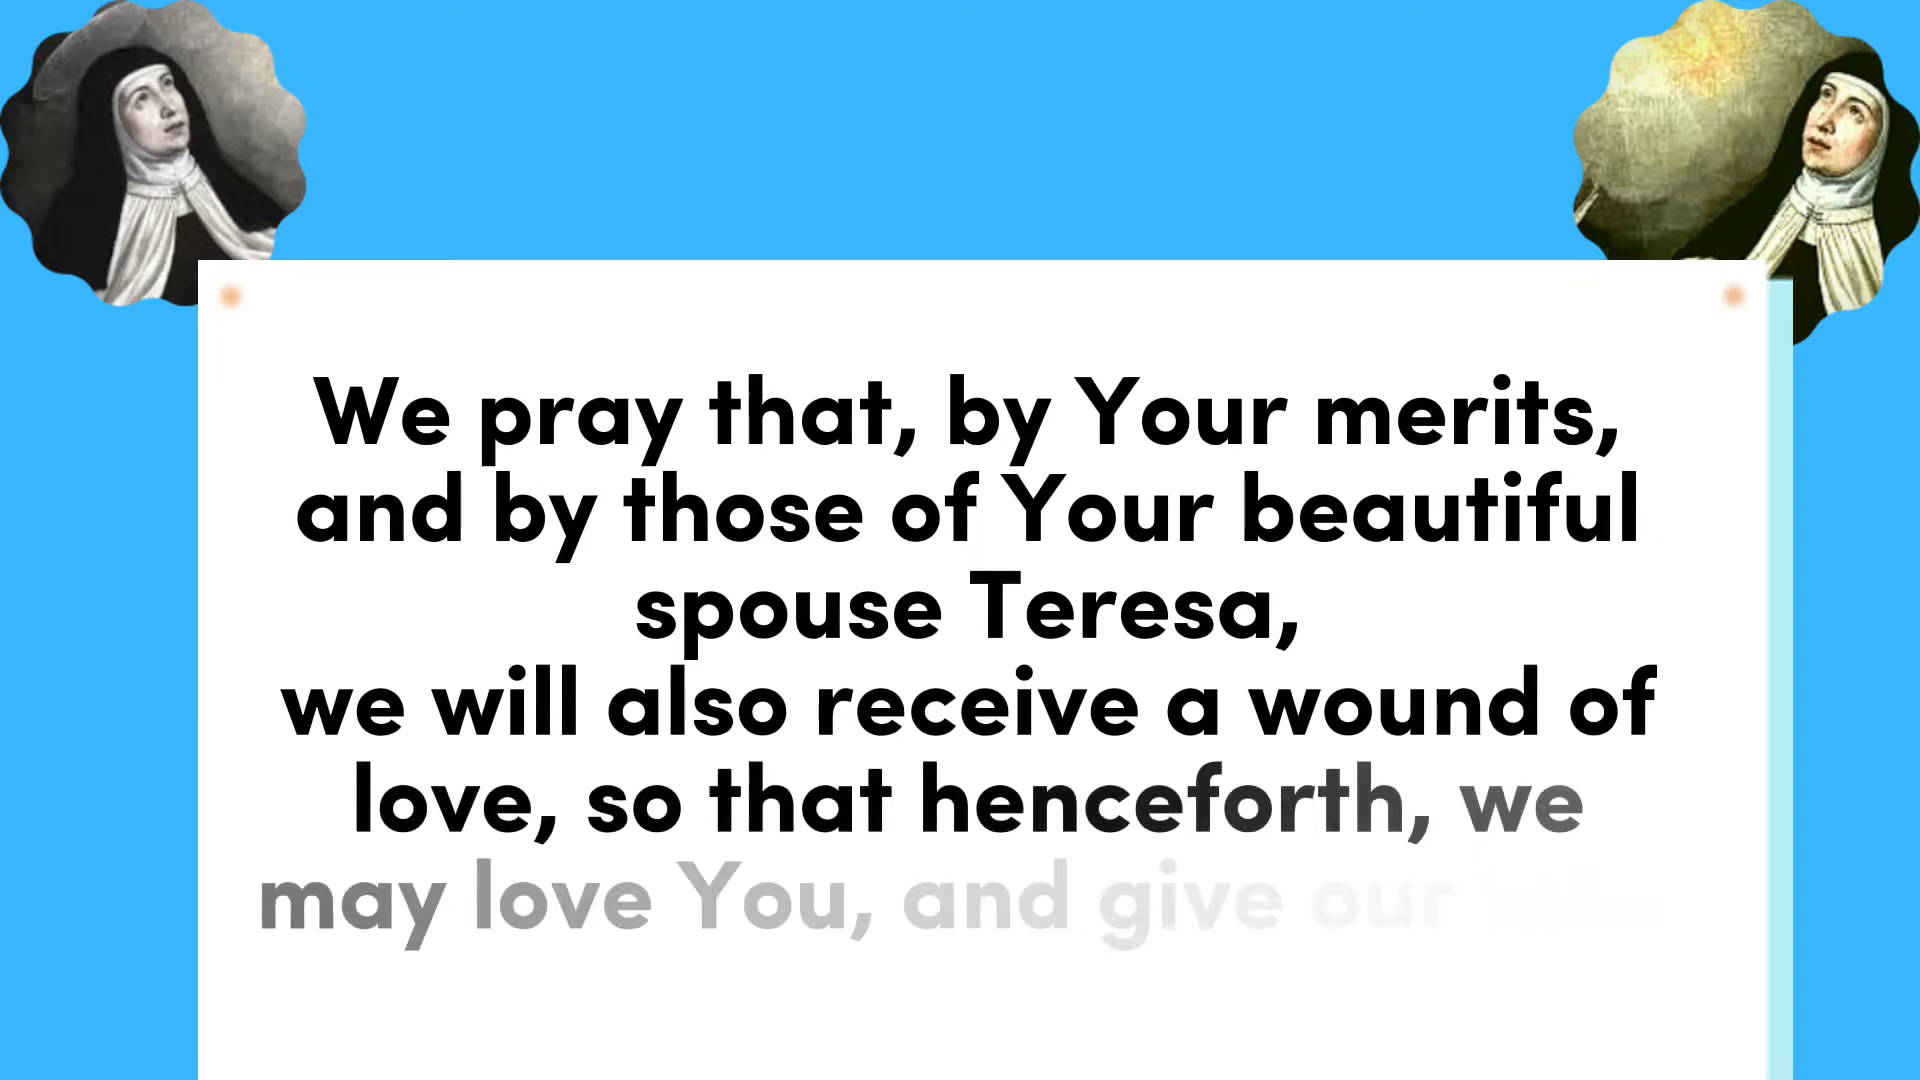 We pray that, by Your merits,
and by those of Your beautiful
spouse Teresa,
we will also receive a wound of
love, so that henceforth, we
may love You, and give our